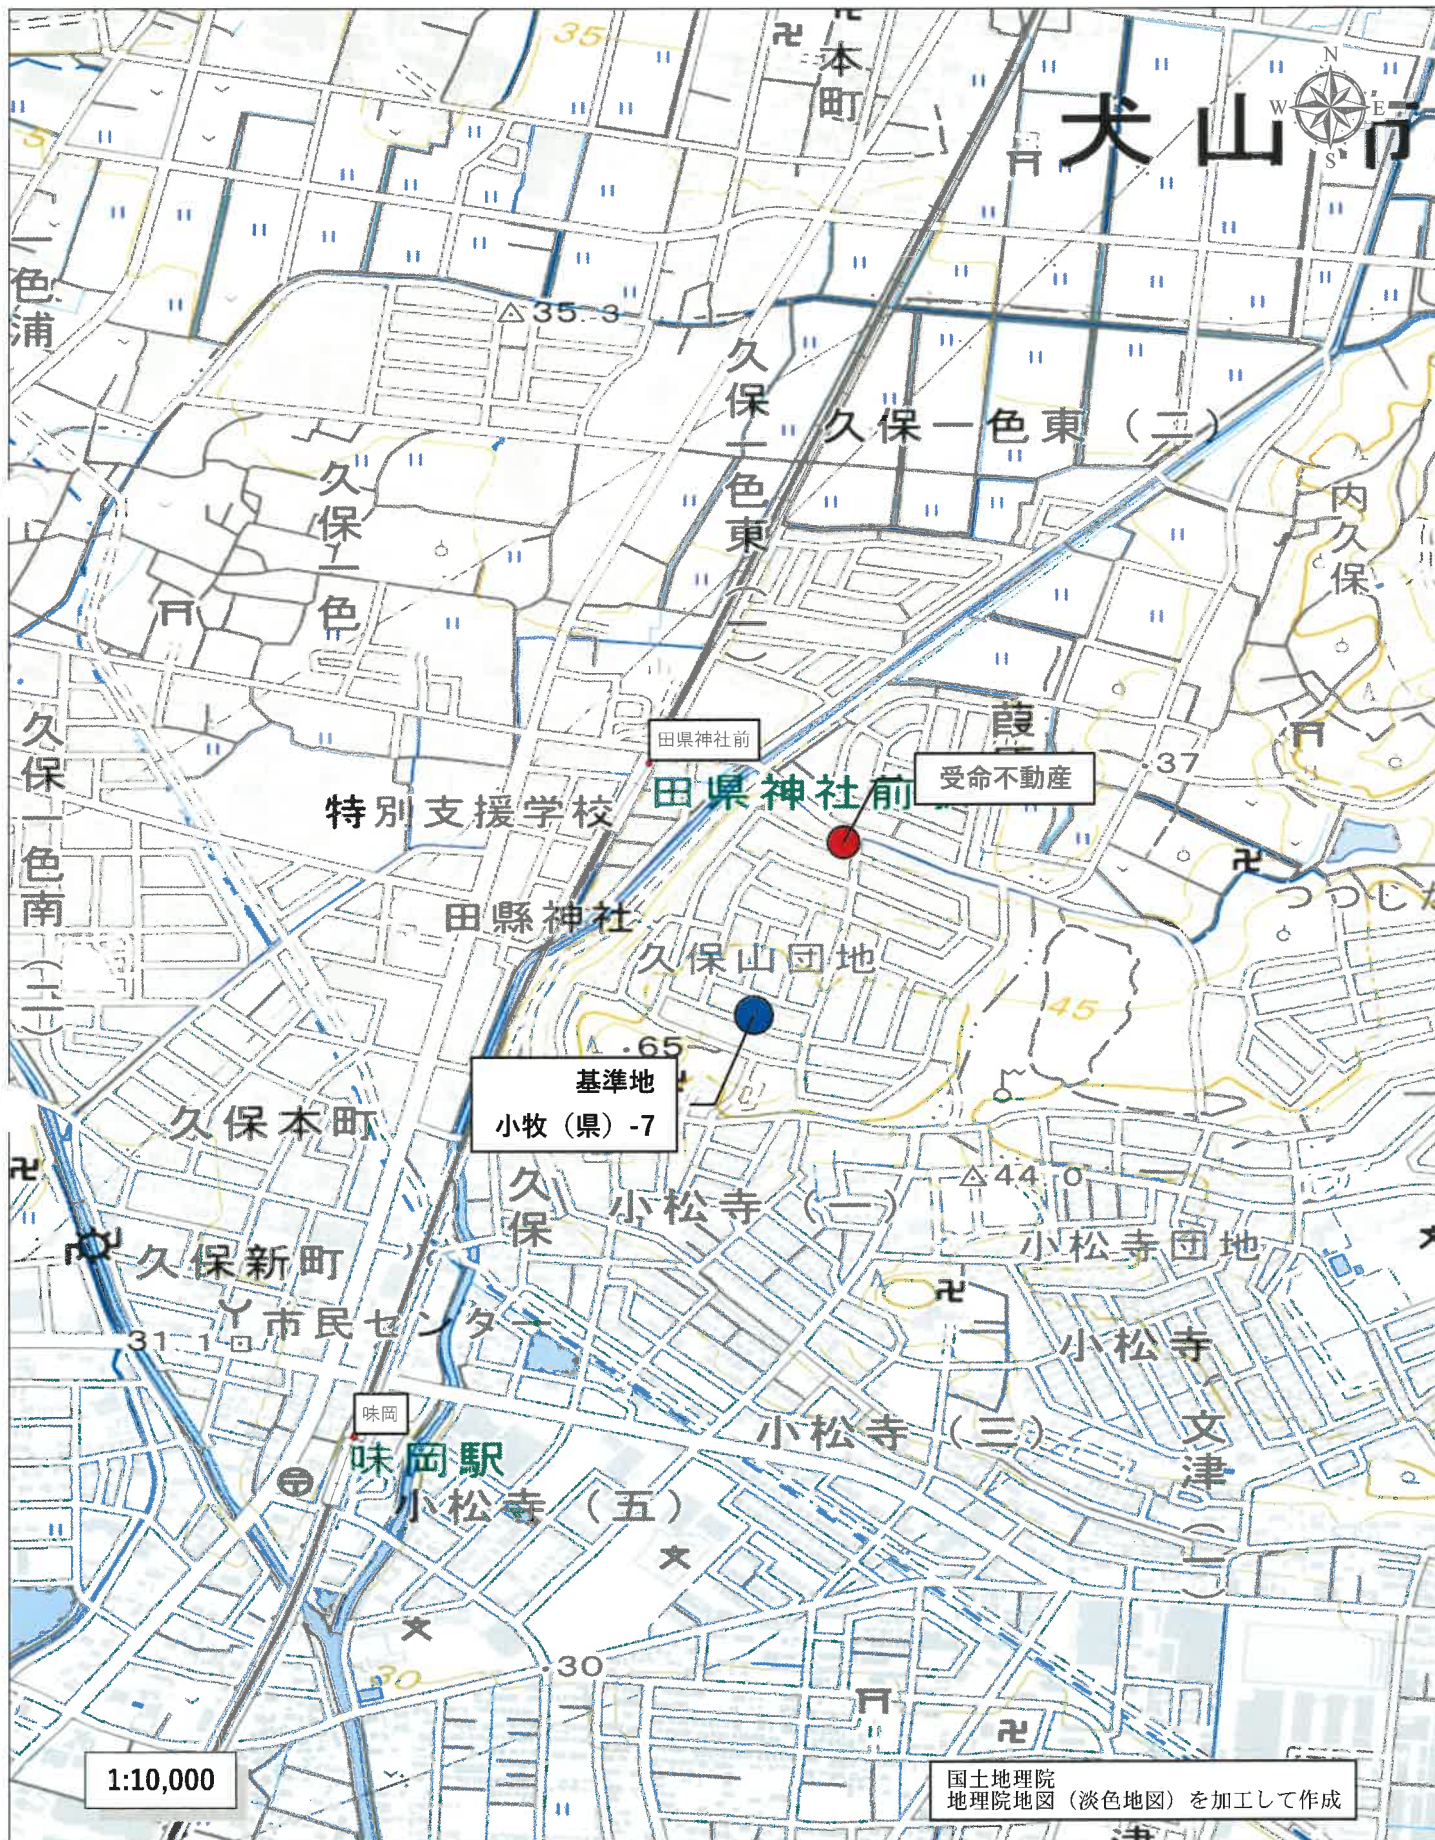 35
本町
N
W
E
S
犬山市
5
一色浦
35.3
久保一色東(一)
久保一色東(二)
久保一色
内久保
久保一色南(二)
田県神社前
田県神社前
受命不動産
37
特別支援学校
つつじが
田縣神社
久保山団地
45
65
基準地
小牧(県)-7
久保本町
久保
小松寺(一)
44.0
小松寺団地
久保新町
市民センター
31.1
小松寺
味岡
味岡駅
小松寺(三)
文津(一)
小松寺(五)
30
30
1:10,000
国土地理院
地理院地図(淡色地図)を加工して作成
津